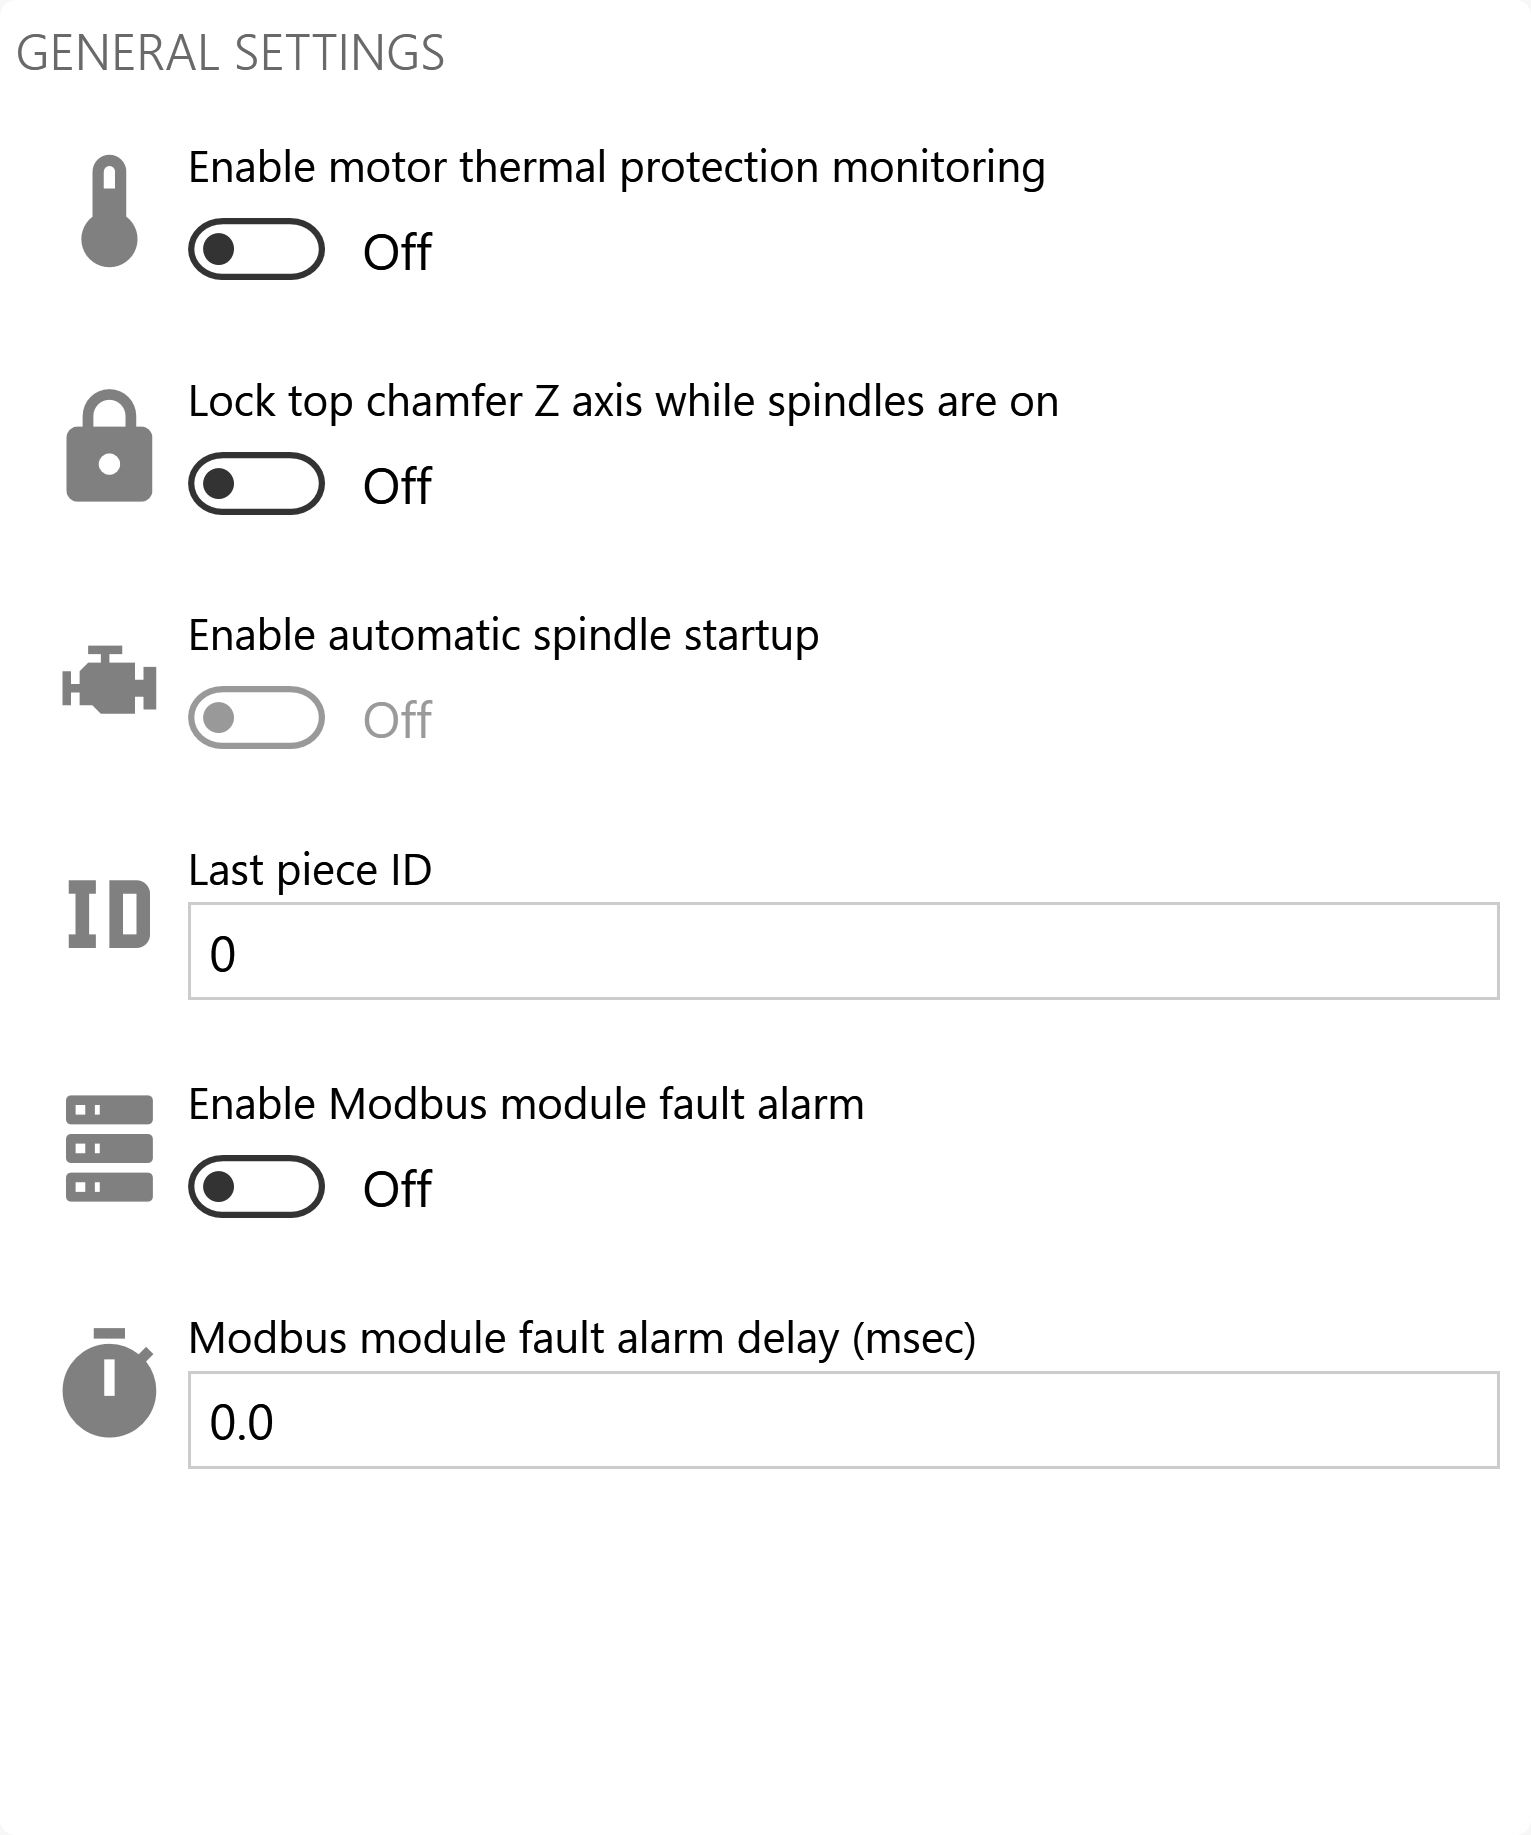 GENERAL SETTINGS
Enable motor thermal protection monitoring
Off
Lock top chamfer Z axis while spindles are on
Off
Enable automatic spindle startup
Off
Last piece ID
ID
0
Enable Modbus module fault alarm
Off
Modbus module fault alarm delay (msec)
0.0